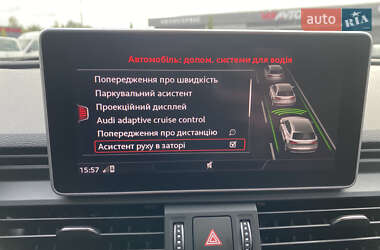 auto RIA
Автомобіль: допом. системи для водія
Попередження про швидкість
Паркувальний асистент
Проекційний дисплей
Audi adaptive cruise control
Попередження про дистанцію
Асистент руху в заторі
15:57